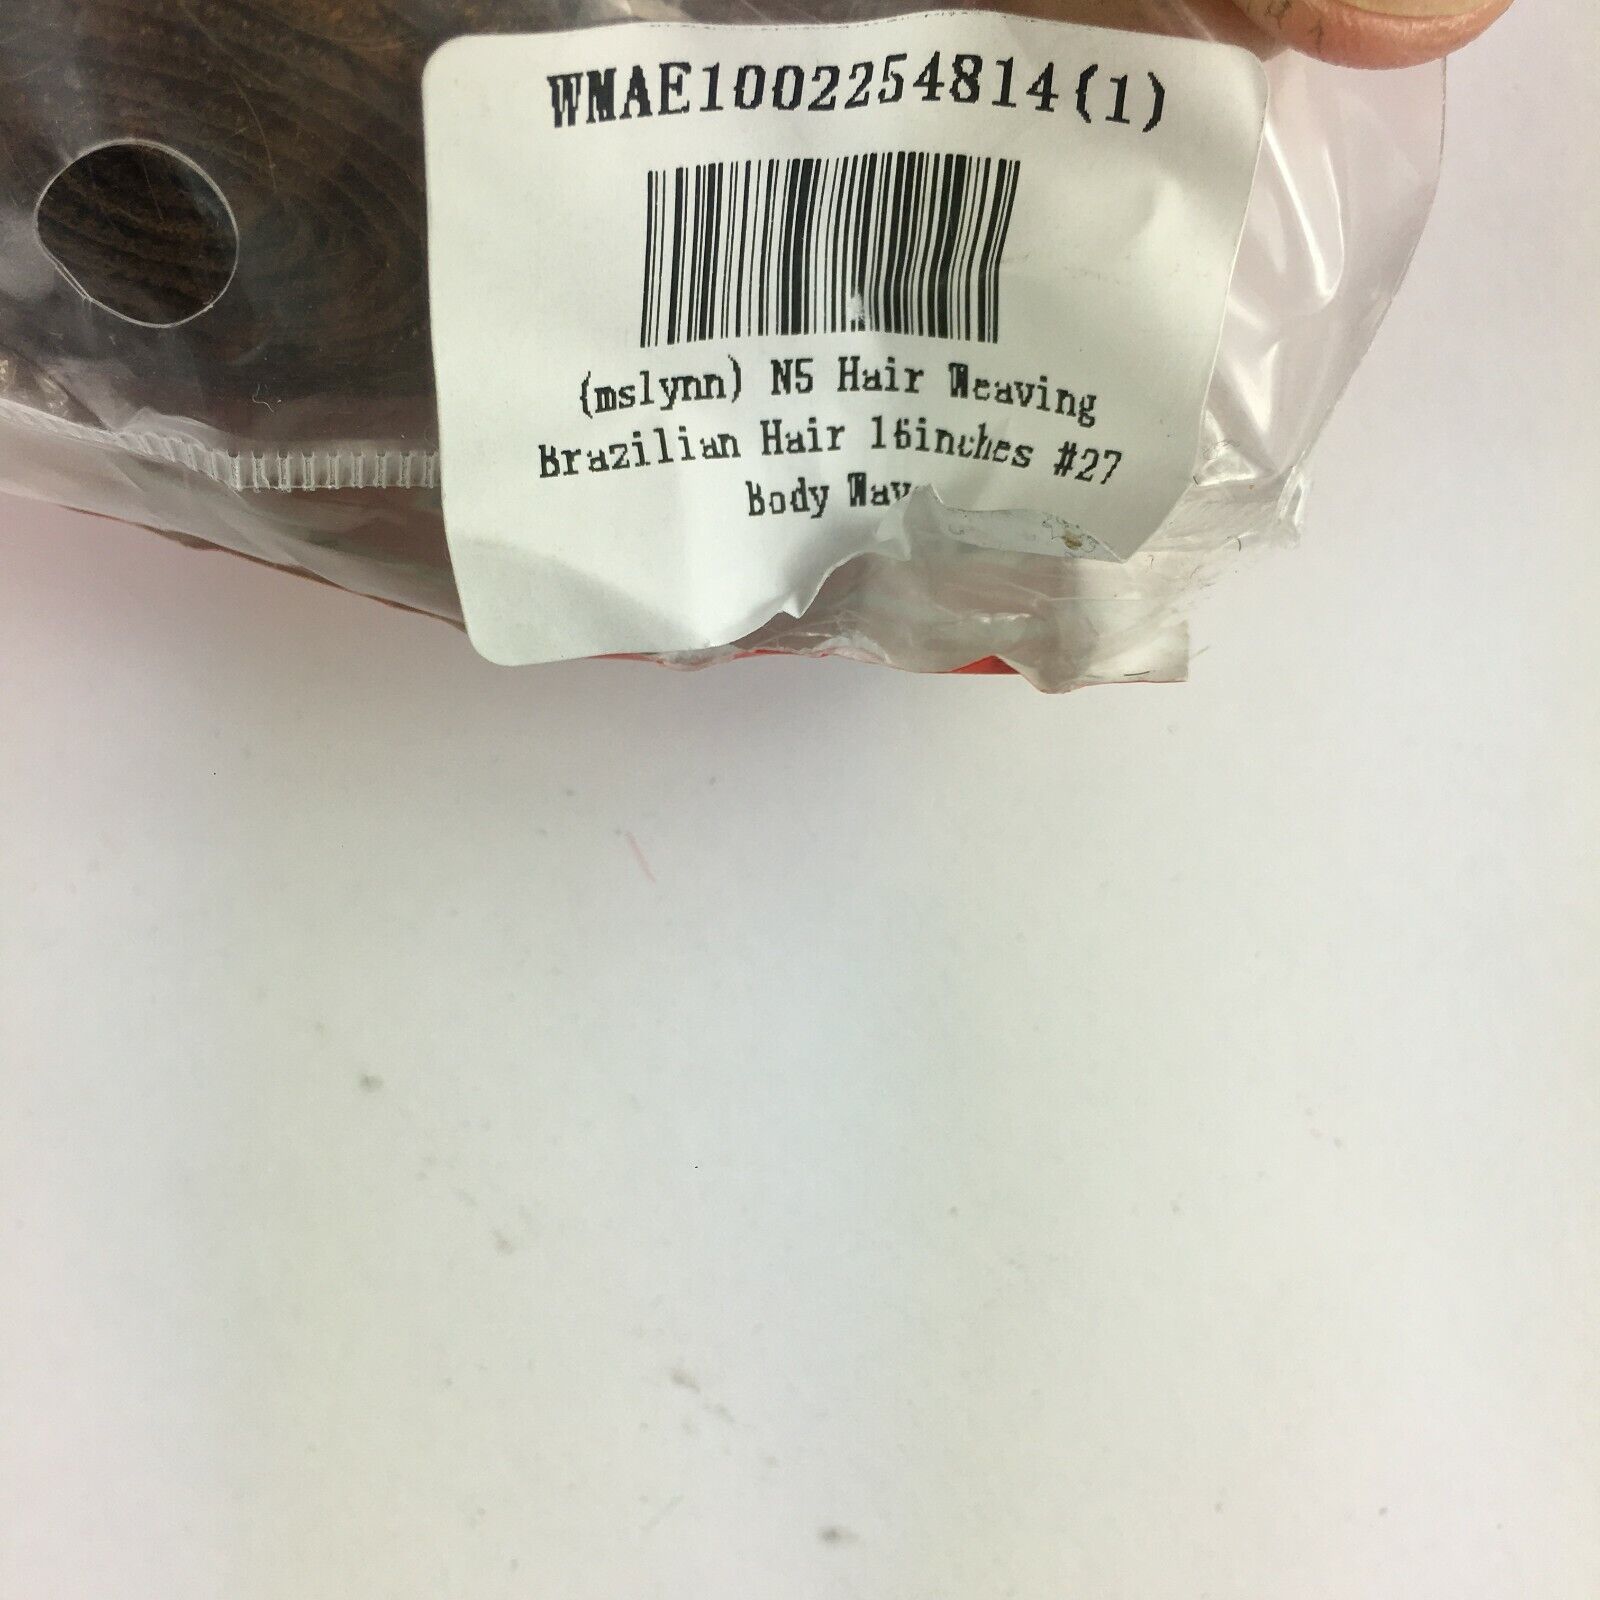 WMAE1002254814(1)
(mslynn) N5 Hair Weaving
Brazilian Hair 16inches #27
Body